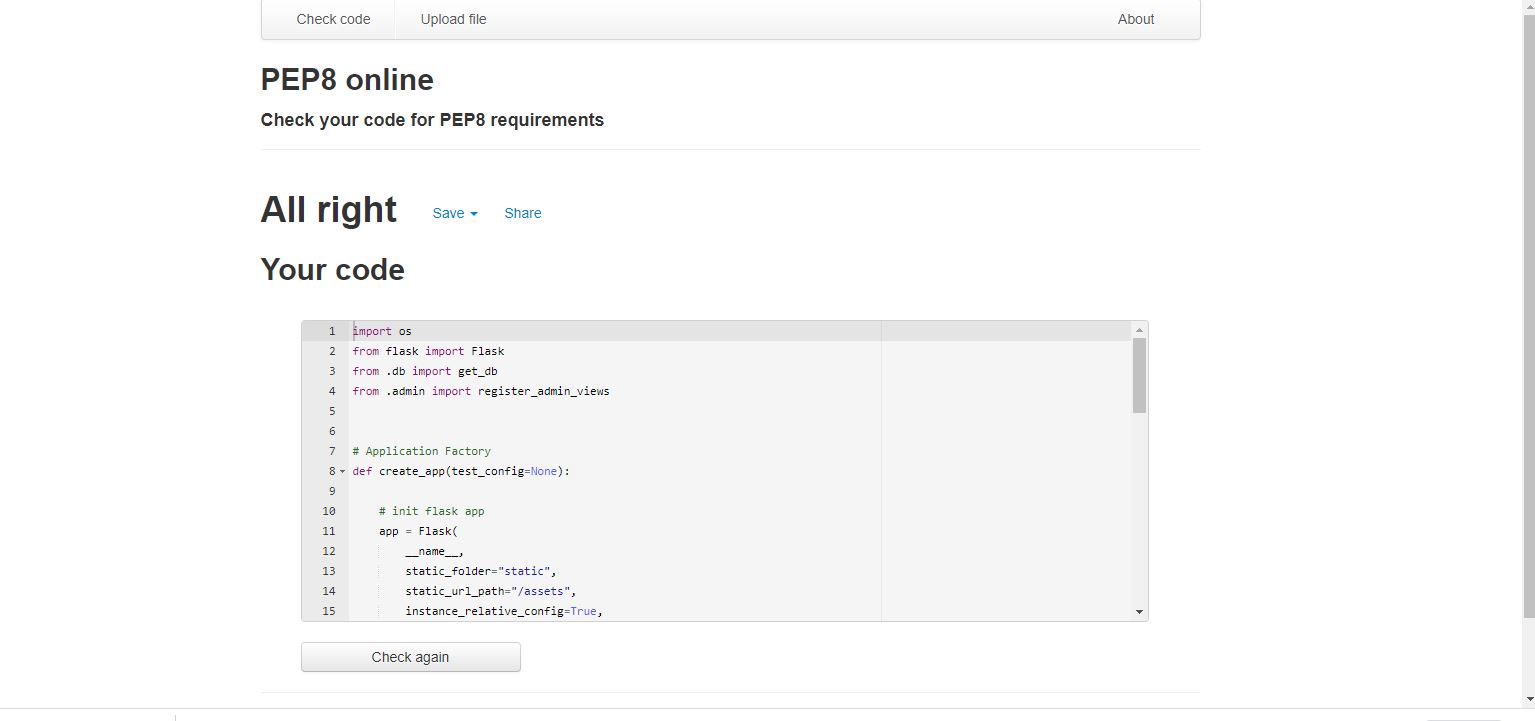 Check code Upload file About
PEP8 online
Check your code for PEP8 requirements
All right Save Share
Your code
1 import os
2 from flask import Flask
3 from .db import get_db
4 from .admin import register_admin_views
5
6
7 # Application Factory
8 def create_app(test_config=None):
9
10     # init flask app
11     app = Flask(
12         __name__,
13         static_folder="static",
14         static_url_path="/assets",
15         instance_relative_config=True,
Check again